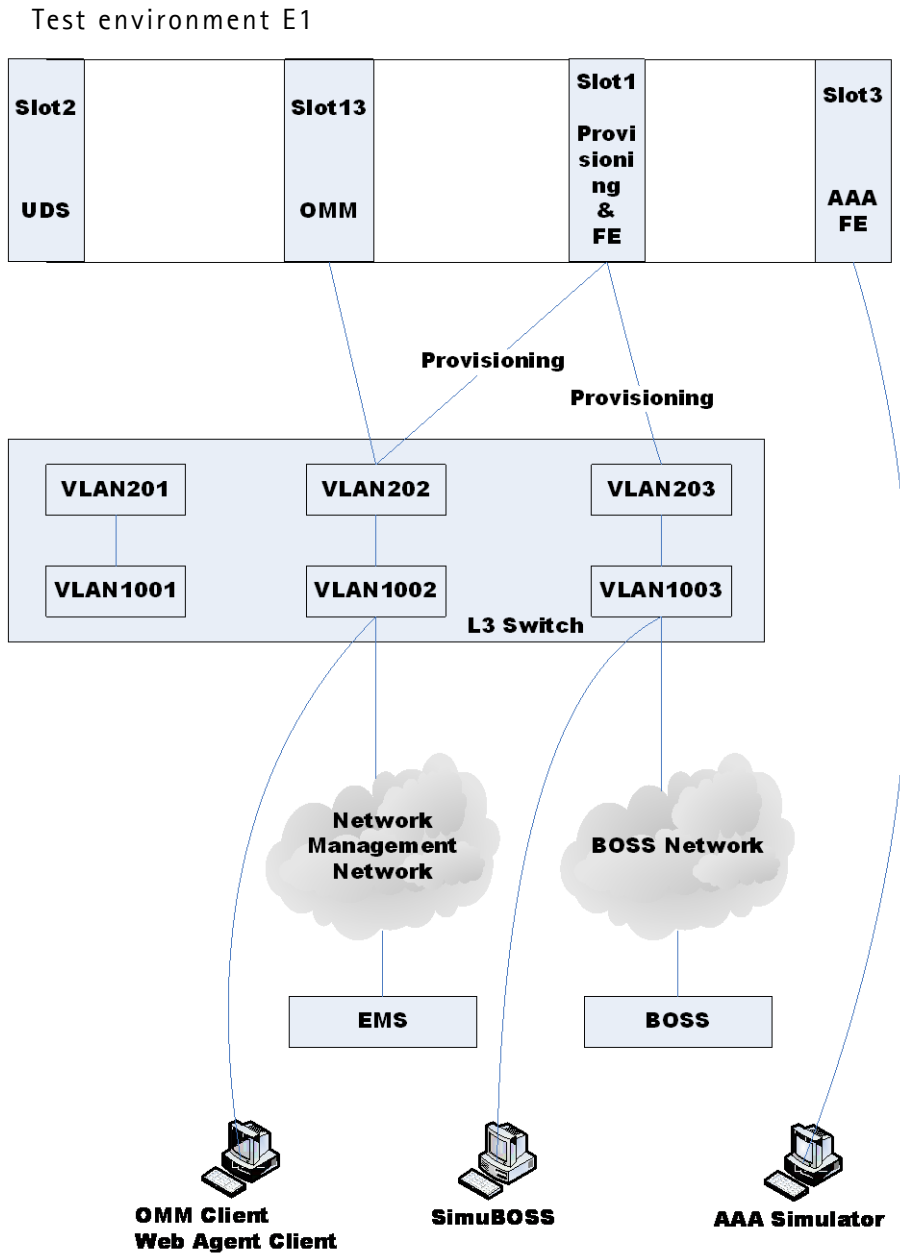 Test environment E1
Slot2
UDS
Slot13
OMM
Slot1
Provi
sioni
ng
&
FE
Slot3
AAA
FE
Provisioning
Provisioning
VLAN201
VLAN202
VLAN203
VLAN1001
VLAN1002
VLAN1003
L3 Switch
Network
Management
Network
BOSS Network
EMS
BOSS
OMM Client
Web Agent Client
SimuBOSS
AAA Simulator